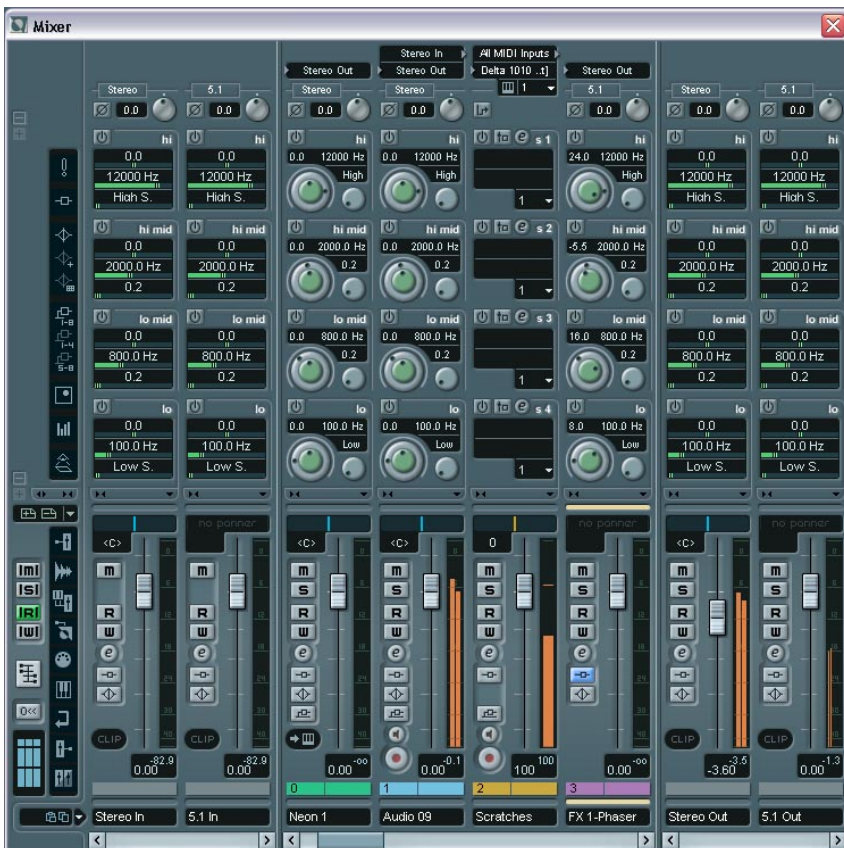 Mixer
Stereo In All MIDI Inputs
Stereo Out Stereo Out Delta 1010 ..t] Stereo Out
Stereo 5.1 Stereo Stereo 1 5.1 Stereo 5.1
0.0 0.0 0.0 0.0 0.0 0.0 0.0
hi hi hi hi s 1 hi hi hi
0.0 0.0 0.0 12000 Hz 0.0 12000 Hz 24.0 12000 Hz 0.0 0.0
12000 Hz 12000 Hz High High High 12000 Hz 12000 Hz
High S. High S. 1 High S. High S.
hi mid hi mid hi mid hi mid s 2 hi mid hi mid hi mid
0.0 0.0 0.0 2000.0 Hz 0.0 2000.0 Hz -5.5 2000.0 Hz 0.0 0.0
2000.0 Hz 2000.0 Hz 0.2 0.2 0.2 2000.0 Hz 2000.0 Hz
0.2 0.2 1 0.2 0.2
lo mid lo mid lo mid lo mid s 3 lo mid lo mid lo mid
0.0 0.0 0.0 800.0 Hz 0.0 800.0 Hz 16.0 800.0 Hz 0.0 0.0
800.0 Hz 800.0 Hz 0.2 0.2 0.2 800.0 Hz 800.0 Hz
0.2 0.2 1 0.2 0.2
lo lo lo lo s 4 lo lo lo
0.0 0.0 0.0 100.0 Hz 0.0 100.0 Hz 8.0 100.0 Hz 0.0 0.0
100.0 Hz 100.0 Hz Low Low Low 100.0 Hz 100.0 Hz
Low S. Low S. 1 Low S. Low S.
no panner no panner no panner
<C> <C> <C> 0 <C>
m m m m m m
S S S S
R R R R R R
W W W W W W
e e e e e e
CLIP CLIP CLIP CLIP
-82.9 -82.9 -oo -0.1 100 -oo -3.5 -1.3
0.00 0.00 0.00 0.00 100 0.00 -3.60 0.00
0 1 2 3
Stereo In 5.1 In Neon 1 Audio 09 Scratches FX 1-Phaser Stereo Out 5.1 Out